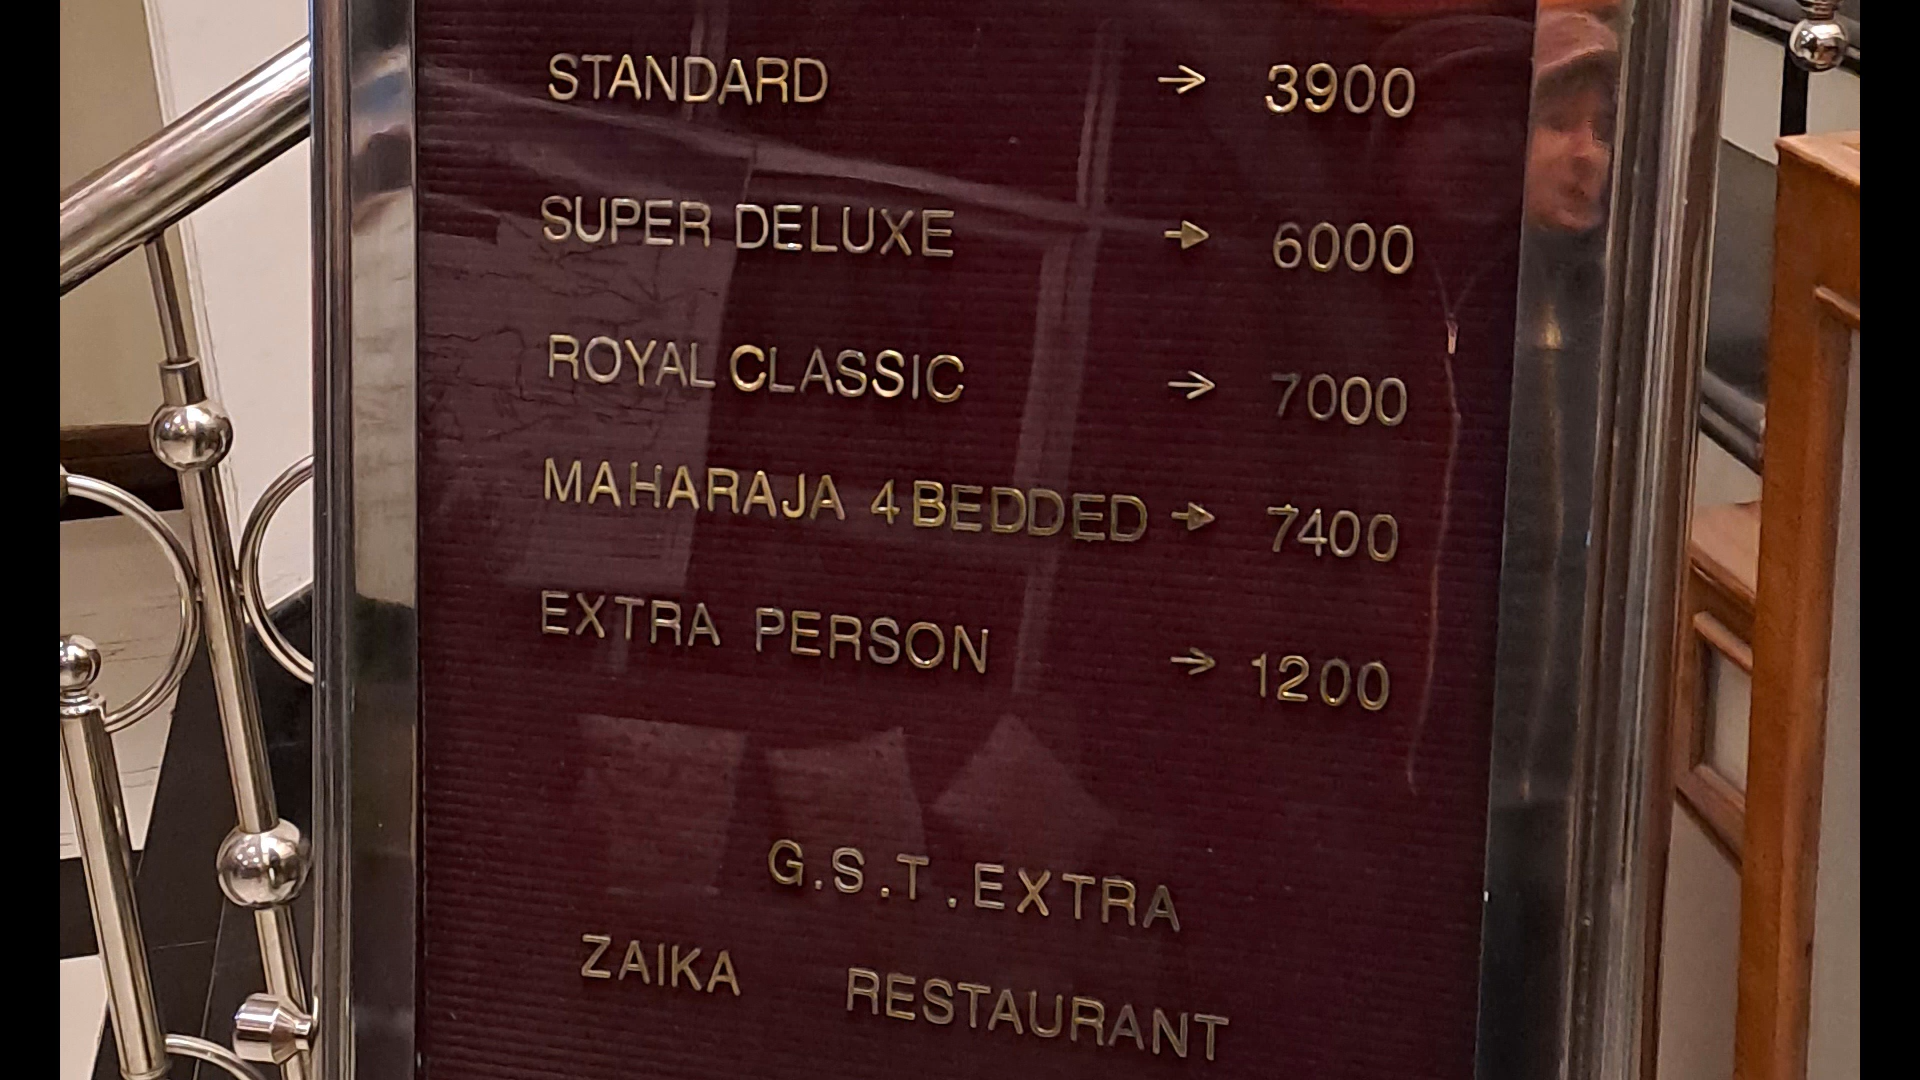 STANDARD → 3900
SUPER DELUXE → 6000
ROYAL CLASSIC → 7000
MAHARAJA 4 BEDDED → 7400
EXTRA PERSON → 1200
G.S.T. EXTRA
ZAIKA RESTAURANT